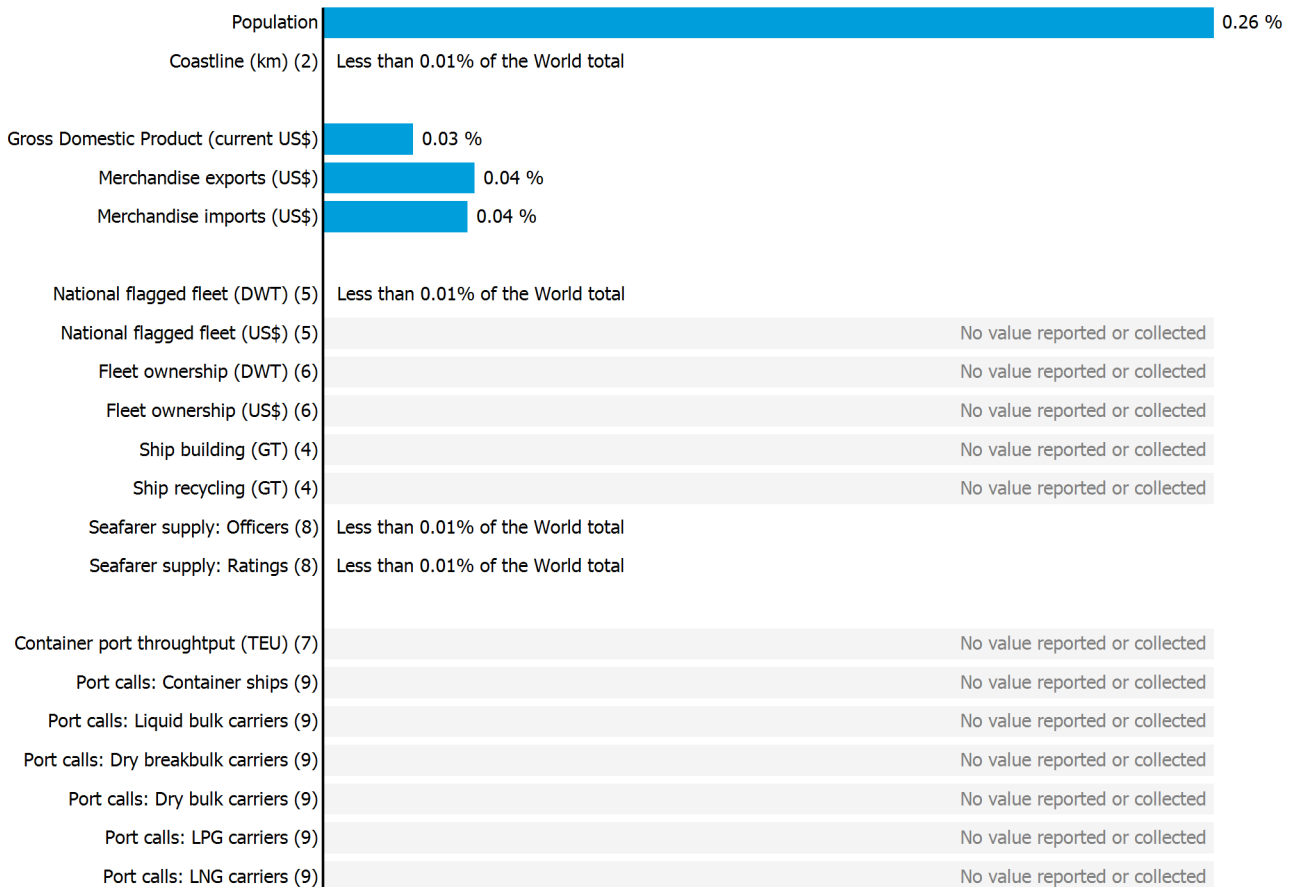 Population 0.26 %
Coastline (km) (2) Less than 0.01% of the World total
Gross Domestic Product (current US$) 0.03 %
Merchandise exports (US$) 0.04 %
Merchandise imports (US$) 0.04 %
National flagged fleet (DWT) (5) Less than 0.01% of the World total
National flagged fleet (US$) (5) No value reported or collected
Fleet ownership (DWT) (6) No value reported or collected
Fleet ownership (US$) (6) No value reported or collected
Ship building (GT) (4) No value reported or collected
Ship recycling (GT) (4) No value reported or collected
Seafarer supply: Officers (8) Less than 0.01% of the World total
Seafarer supply: Ratings (8) Less than 0.01% of the World total
Container port throughtput (TEU) (7) No value reported or collected
Port calls: Container ships (9) No value reported or collected
Port calls: Liquid bulk carriers (9) No value reported or collected
Port calls: Dry breakbulk carriers (9) No value reported or collected
Port calls: Dry bulk carriers (9) No value reported or collected
Port calls: LPG carriers (9) No value reported or collected
Port calls: LNG carriers (9) No value reported or collected